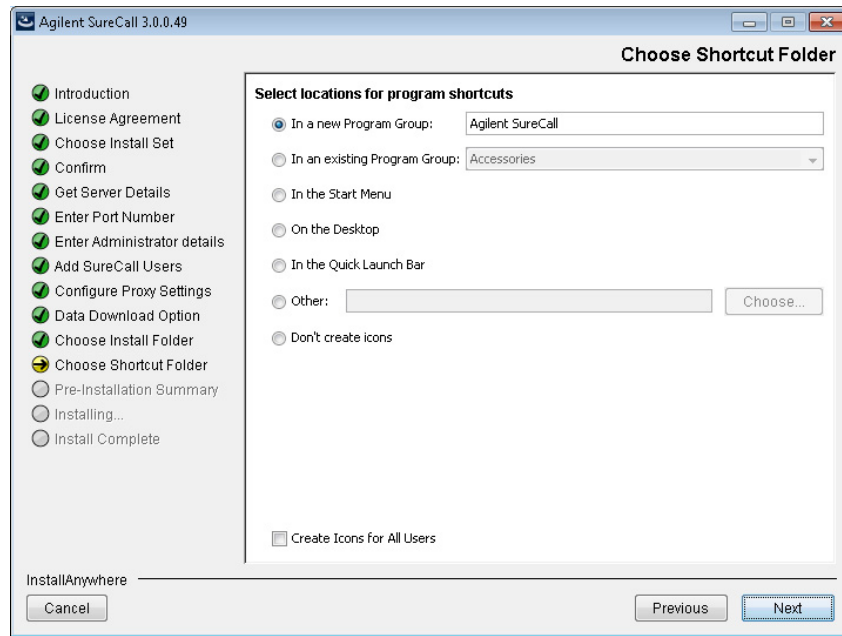 Agilent SureCall 3.0.0.49
Choose Shortcut Folder
Introduction
License Agreement
Choose Install Set
Confirm
Get Server Details
Enter Port Number
Enter Administrator details
Add SureCall Users
Configure Proxy Settings
Data Download Option
Choose Install Folder
Choose Shortcut Folder
Pre-Installation Summary
Installing...
Install Complete
Select locations for program shortcuts
In a new Program Group: Agilent SureCall
In an existing Program Group: Accessories
In the Start Menu
On the Desktop
In the Quick Launch Bar
Other: Choose...
Don't create icons
Create Icons for All Users
InstallAnywhere
Cancel Previous Next